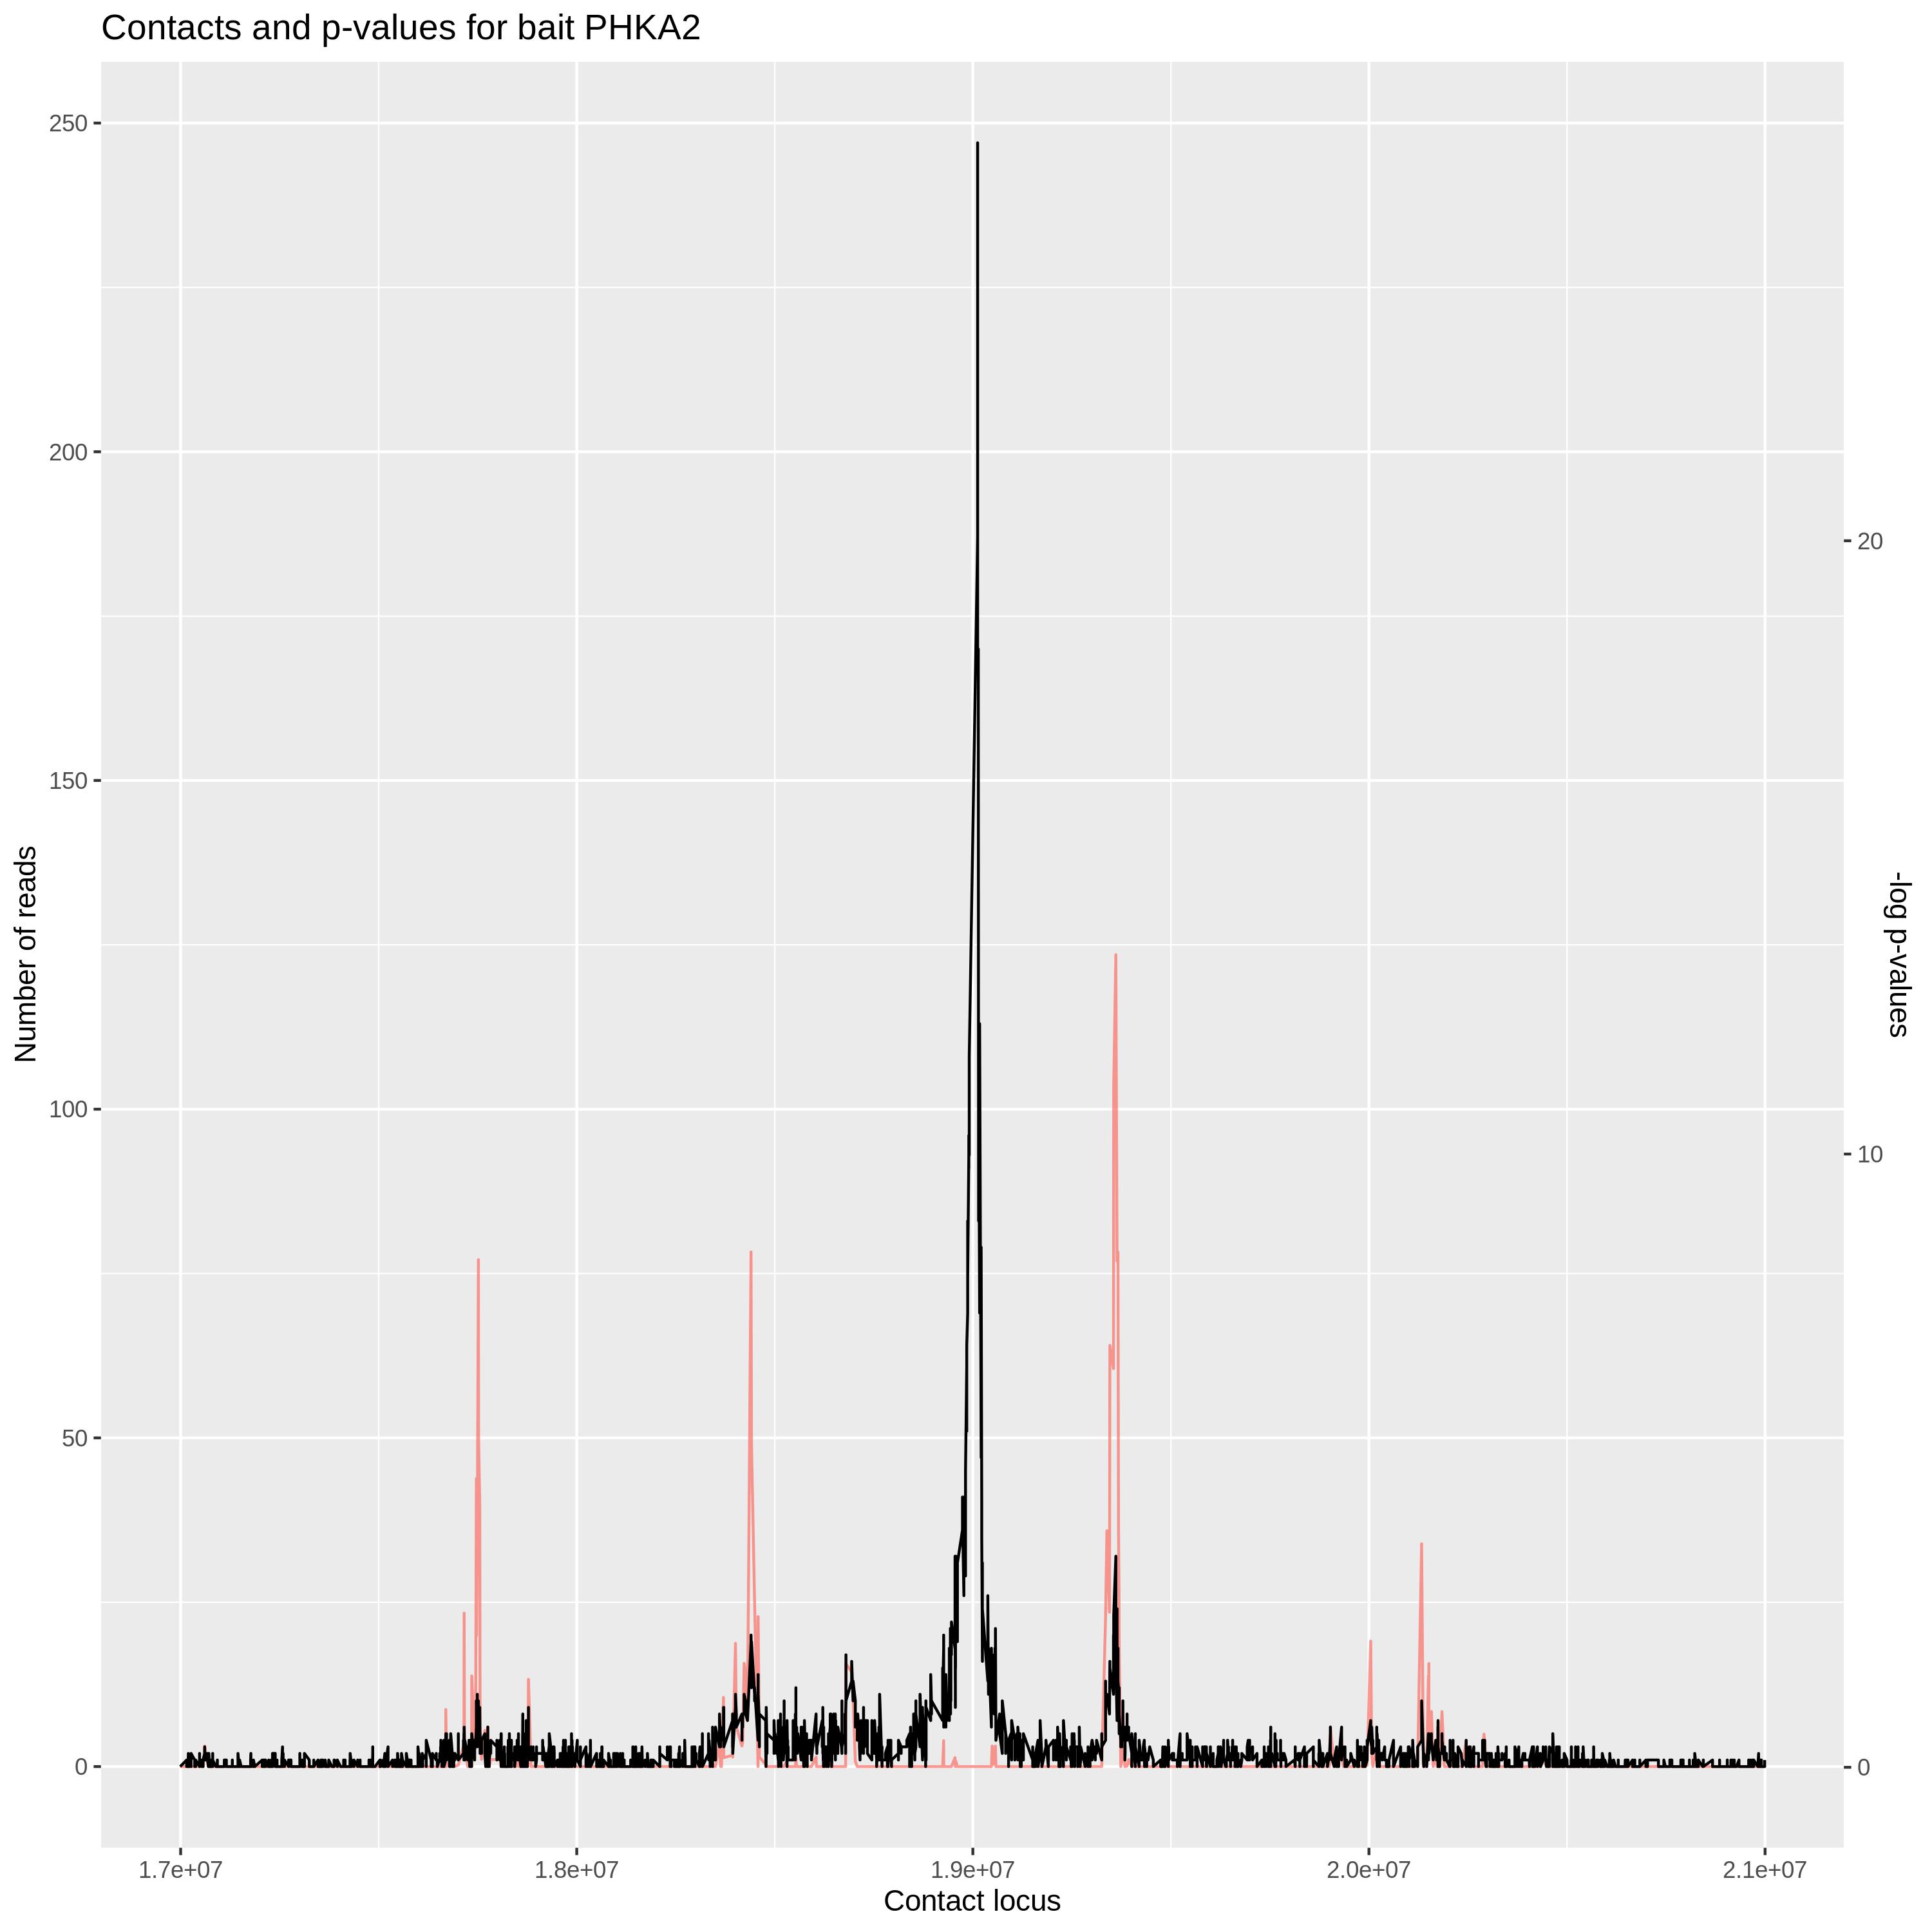 Contacts and p-values for bait PHKA2
250
200
150
100
50
0
Number of reads
20
10
0
-log p-values
1.7e+07 1.8e+07 1.9e+07 2.0e+07 2.1e+07
Contact locus